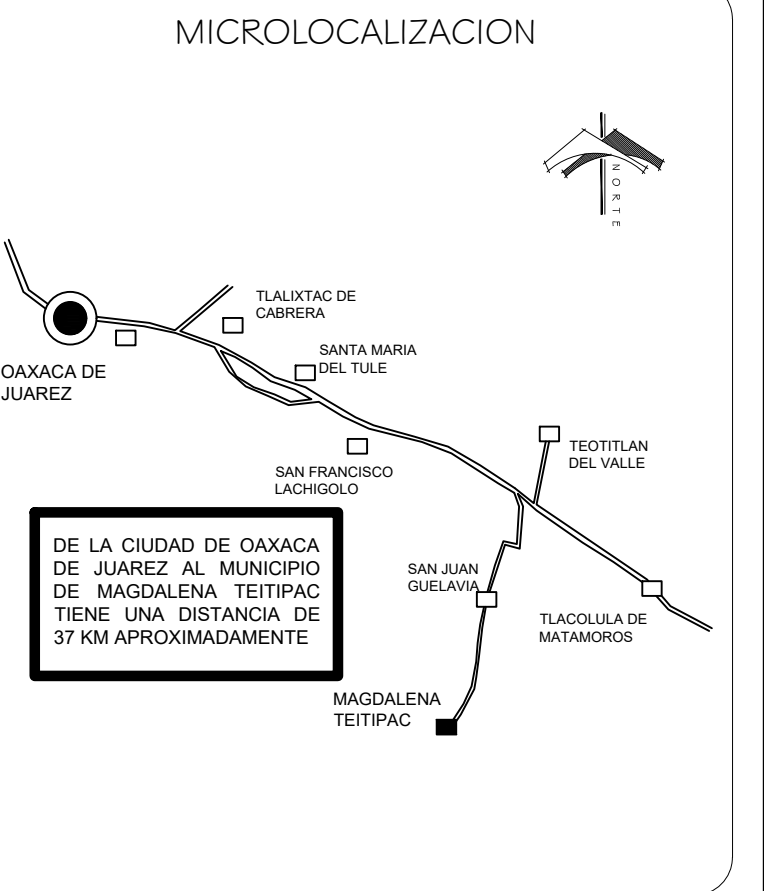 MICROLOCALIZACION
NORTE
TLALIXTAC DE
CABRERA
SANTA MARIA
DEL TULE
OAXACA DE
JUAREZ
TEOTITLAN
DEL VALLE
SAN FRANCISCO
LACHIGOLO
DE LA CIUDAD DE OAXACA
DE JUAREZ AL MUNICIPIO
DE MAGDALENA TEITIPAC
TIENE UNA DISTANCIA DE
37 KM APROXIMADAMENTE
SAN JUAN
GUELAVIA
TLACOLULA DE
MATAMOROS
MAGDALENA
TEITIPAC